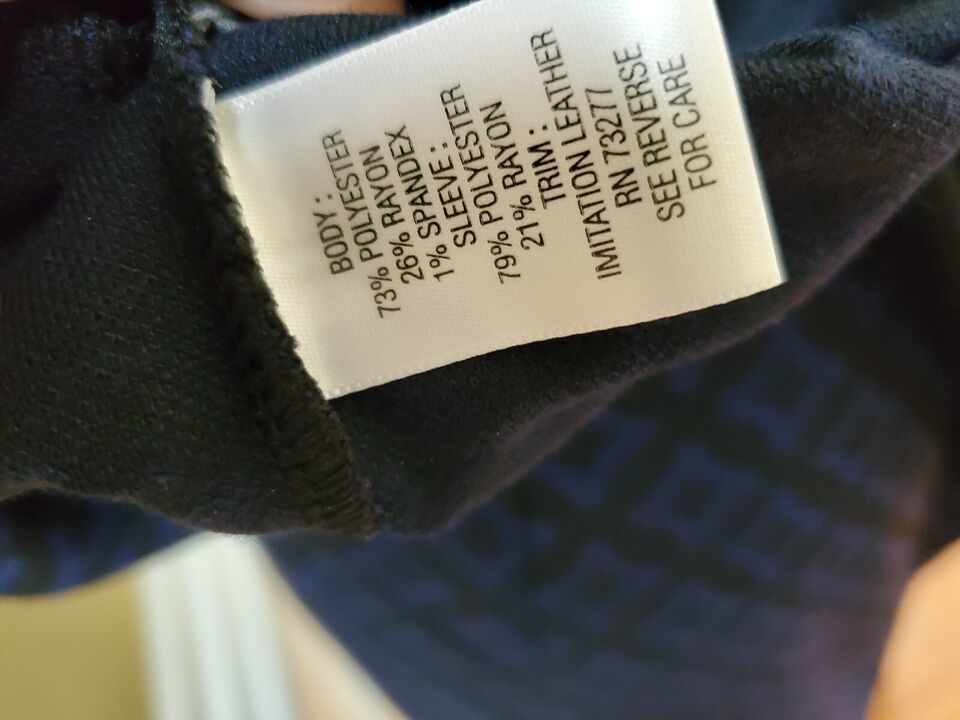 BODY :
73% POLYESTER
26% RAYON
1% SPANDEX
SLEEVE :
79% POLYESTER
21% RAYON
TRIM :
IMITATION LEATHER
RN 73277
SEE REVERSE
FOR CARE